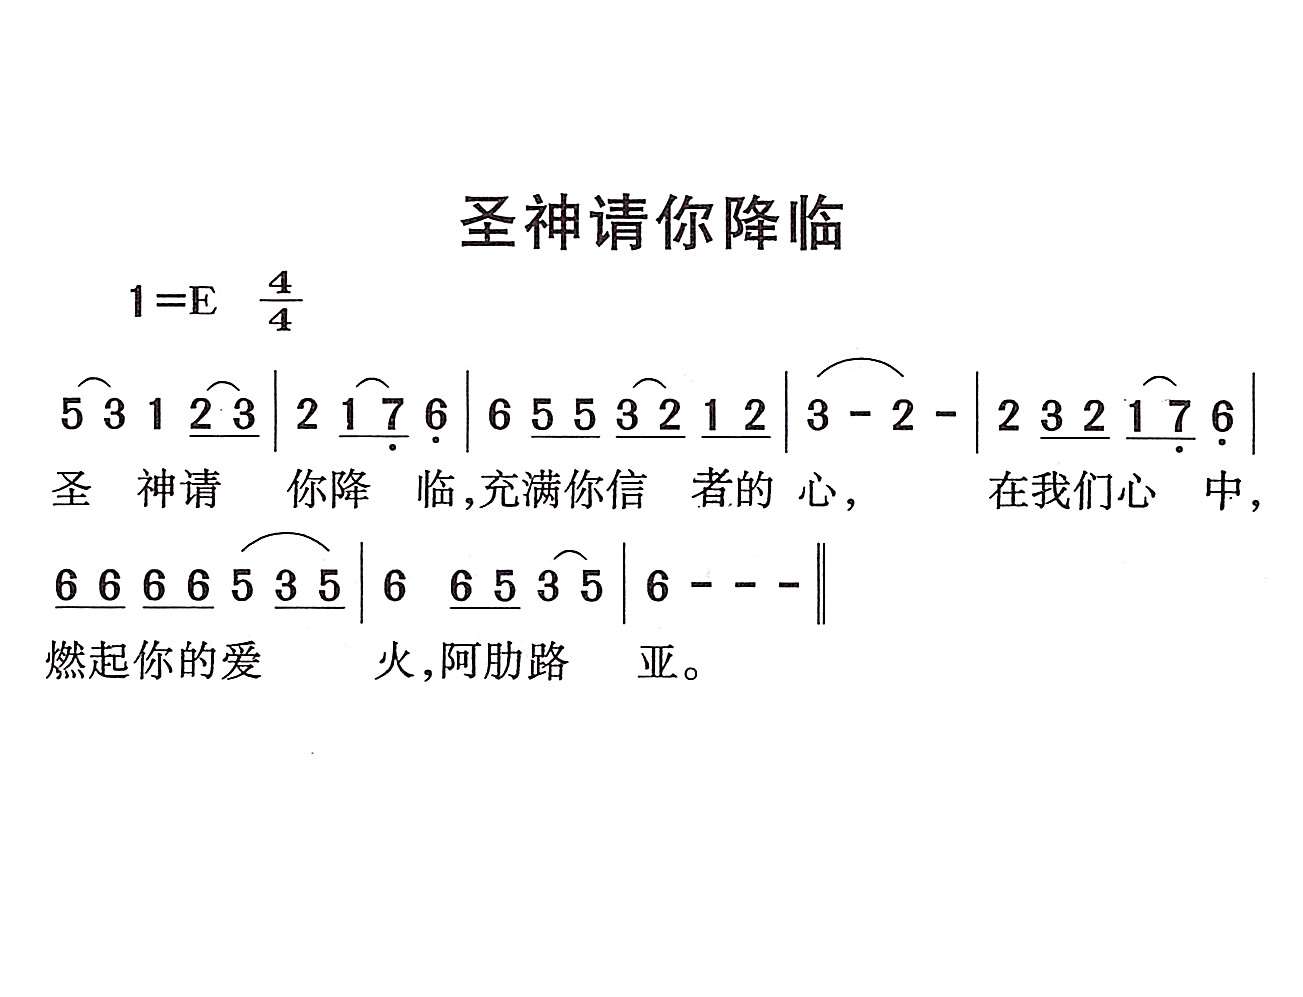 圣神请你降临
1=E 4/4
5 3 1 2 3 | 2 1 7 6 | 6 5 5 3 2 1 2 | 3 - 2 - | 2 3 2 1 7 6 |
圣 神请 你降 临,充满你信 者的 心, 在我们心 中,
6 6 6 6 5 3 5 | 6 6 5 3 5 | 6 - - - ‖
燃起你的爱 火,阿肋路 亚。